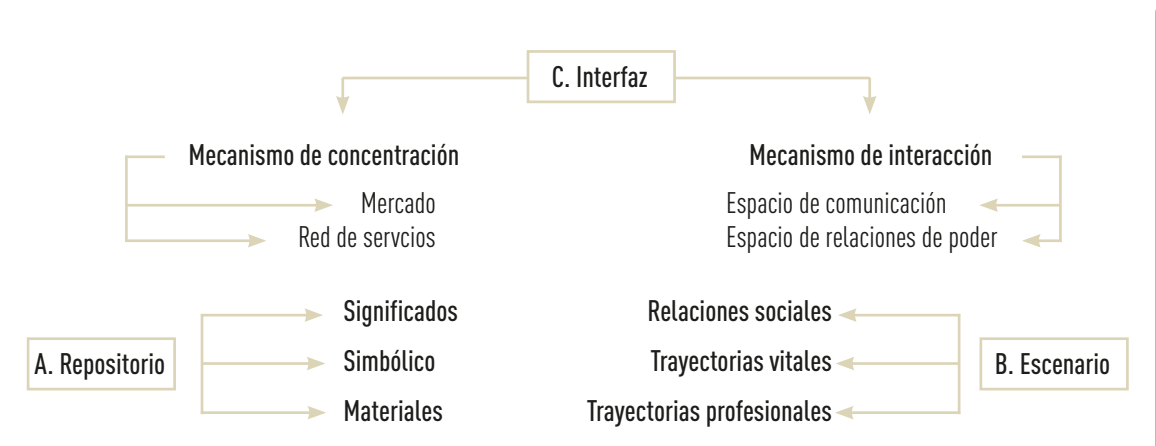 C. Interfaz
Mecanismo de concentración
Mercado
Red de servcios
Mecanismo de interacción
Espacio de comunicación
Espacio de relaciones de poder
A. Repositorio
Significados
Simbólico
Materiales
Relaciones sociales
Trayectorias vitales
Trayectorias profesionales
B. Escenario